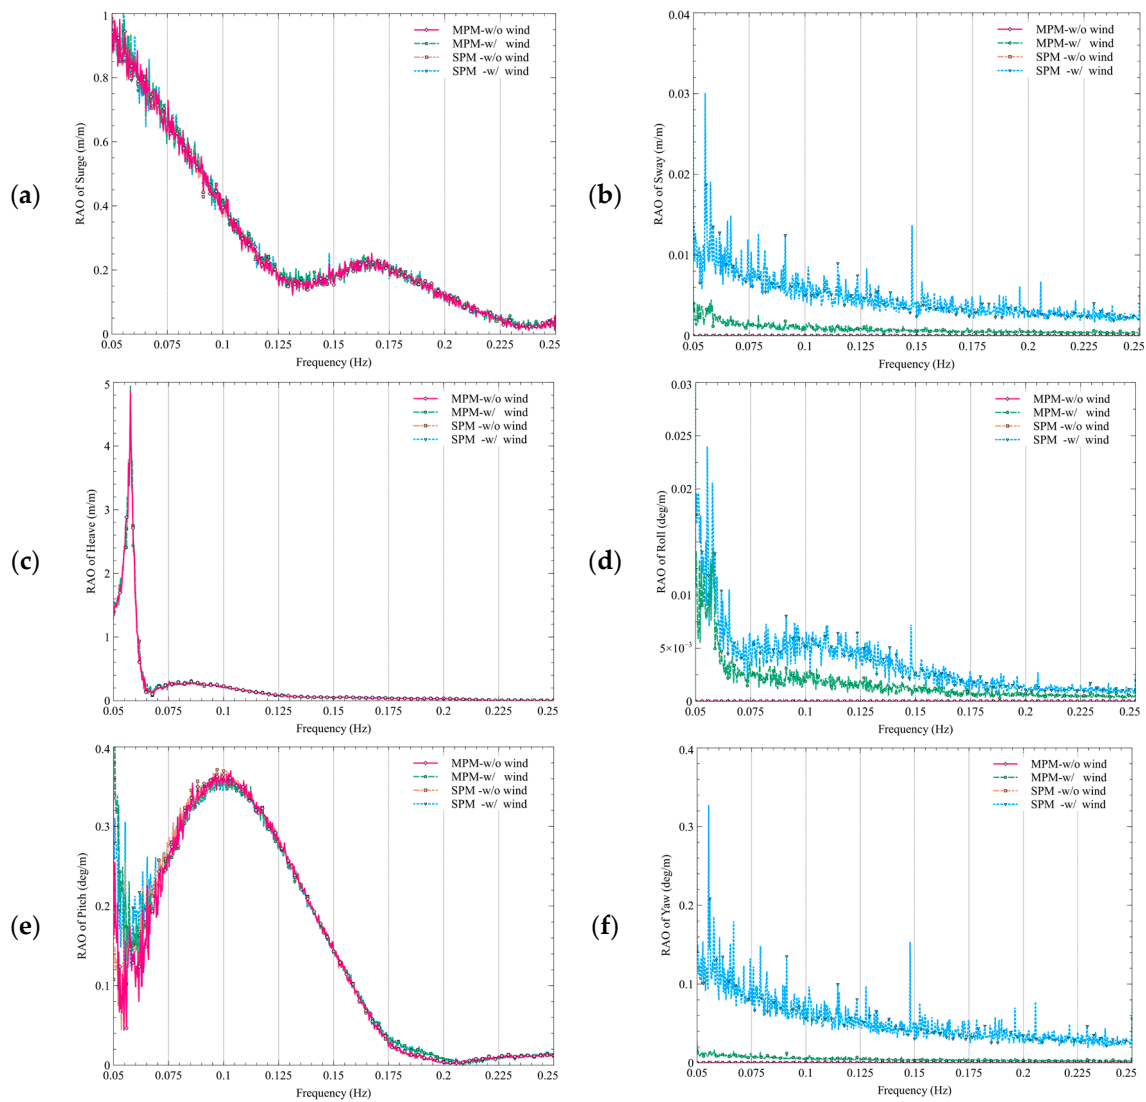 (a)
RAO of Surge (m/m)
1
0.8
0.6
0.4
0.2
0
MPM-w/o wind
MPM-w/ wind
SPM -w/o wind
SPM -w/ wind
0.05 0.075 0.1 0.125 0.15 0.175 0.2 0.225 0.25
Frequency (Hz)
(b)
RAO of Sway (m/m)
0.04
0.03
0.02
0.01
0
MPM-w/o wind
MPM-w/ wind
SPM -w/o wind
SPM -w/ wind
0.05 0.075 0.1 0.125 0.15 0.175 0.2 0.225 0.25
Frequency (Hz)
(c)
RAO of Heave (m/m)
5
4
3
2
1
0
MPM-w/o wind
MPM-w/ wind
SPM -w/o wind
SPM -w/ wind
0.05 0.075 0.1 0.125 0.15 0.175 0.2 0.225 0.25
Frequency (Hz)
(d)
RAO of Roll (deg/m)
0.03
0.025
0.02
0.01
5×10⁻³
0
MPM-w/o wind
MPM-w/ wind
SPM -w/o wind
SPM -w/ wind
0.05 0.075 0.1 0.125 0.15 0.175 0.2 0.225 0.25
Frequency (Hz)
(e)
RAO of Pitch (deg/m)
0.4
0.3
0.2
0.1
0
MPM-w/o wind
MPM-w/ wind
SPM -w/o wind
SPM -w/ wind
0.05 0.075 0.1 0.125 0.15 0.175 0.2 0.225 0.25
Frequency (Hz)
(f)
RAO of Yaw (deg/m)
0.4
0.3
0.2
0.1
0
MPM-w/o wind
MPM-w/ wind
SPM -w/o wind
SPM -w/ wind
0.05 0.075 0.1 0.125 0.15 0.175 0.2 0.225 0.25
Frequency (Hz)